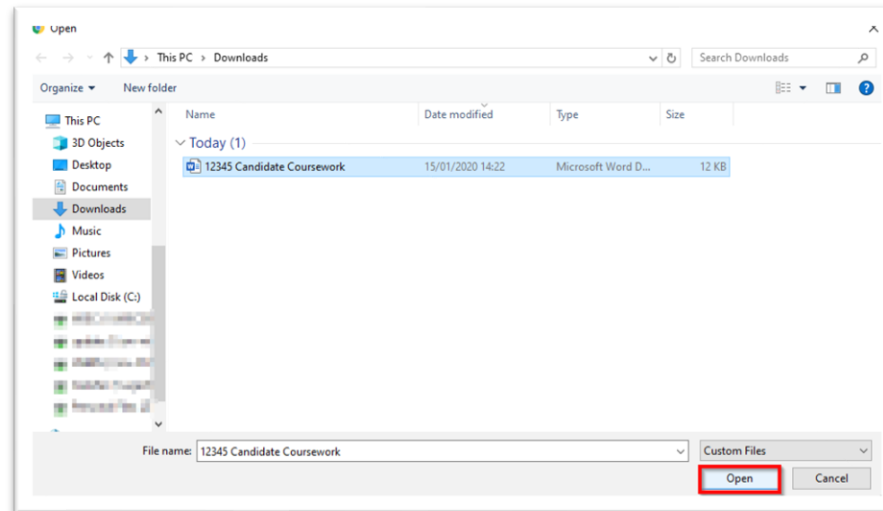 Open
This PC > Downloads
Search Downloads
Organize
New folder
This PC
3D Objects
Desktop
Documents
Downloads
Music
Pictures
Videos
Local Disk (C:)
Name Date modified Type Size
Today (1)
12345 Candidate Coursework 15/01/2020 14:22 Microsoft Word D... 12 KB
File name: 12345 Candidate Coursework
Custom Files
Open
Cancel